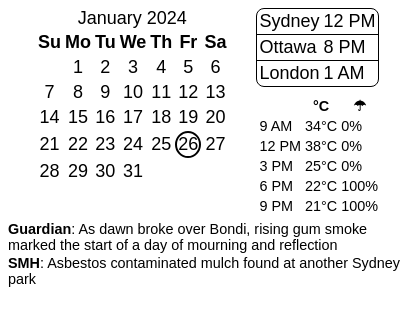 January 2024
Su Mo Tu We Th Fr Sa
1 2 3 4 5 6
7 8 9 10 11 12 13
14 15 16 17 18 19 20
21 22 23 24 25 26 27
28 29 30 31
Sydney 12 PM
Ottawa 8 PM
London 1 AM
°C ☂
9 AM 34°C 0%
12 PM 38°C 0%
3 PM 25°C 0%
6 PM 22°C 100%
9 PM 21°C 100%
Guardian: As dawn broke over Bondi, rising gum smoke
marked the start of a day of mourning and reflection
SMH: Asbestos contaminated mulch found at another Sydney
park